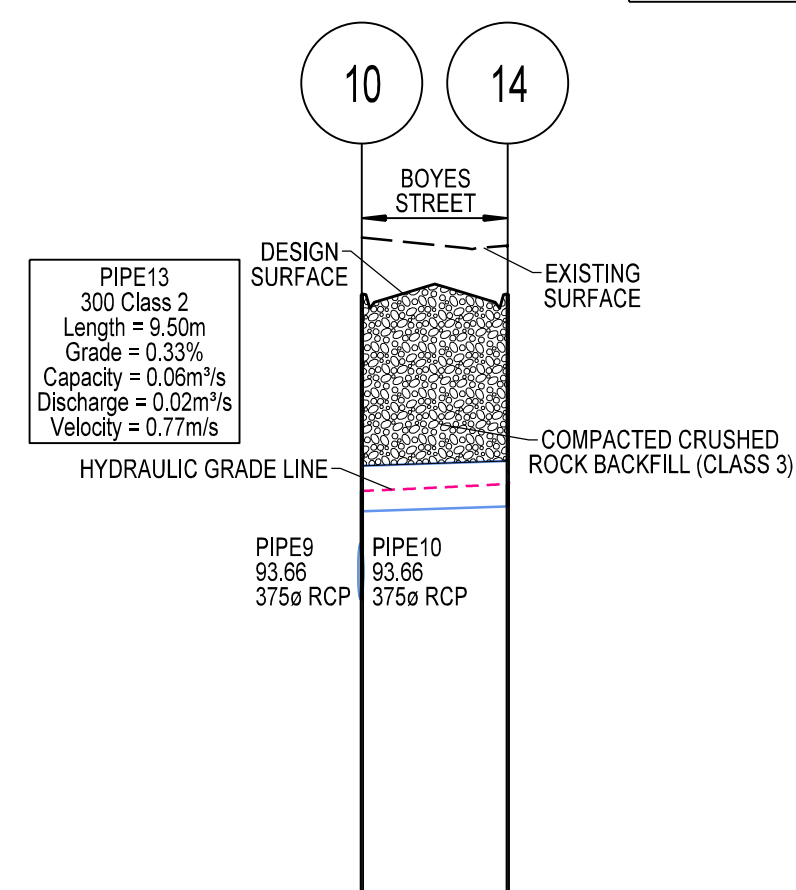 10
14
BOYES
STREET
DESIGN
SURFACE
EXISTING
SURFACE
PIPE13
300 Class 2
Length = 9.50m
Grade = 0.33%
Capacity = 0.06m³/s
Discharge = 0.02m³/s
Velocity = 0.77m/s
COMPACTED CRUSHED
ROCK BACKFILL (CLASS 3)
HYDRAULIC GRADE LINE
PIPE9
93.66
375ø RCP
PIPE10
93.66
375ø RCP